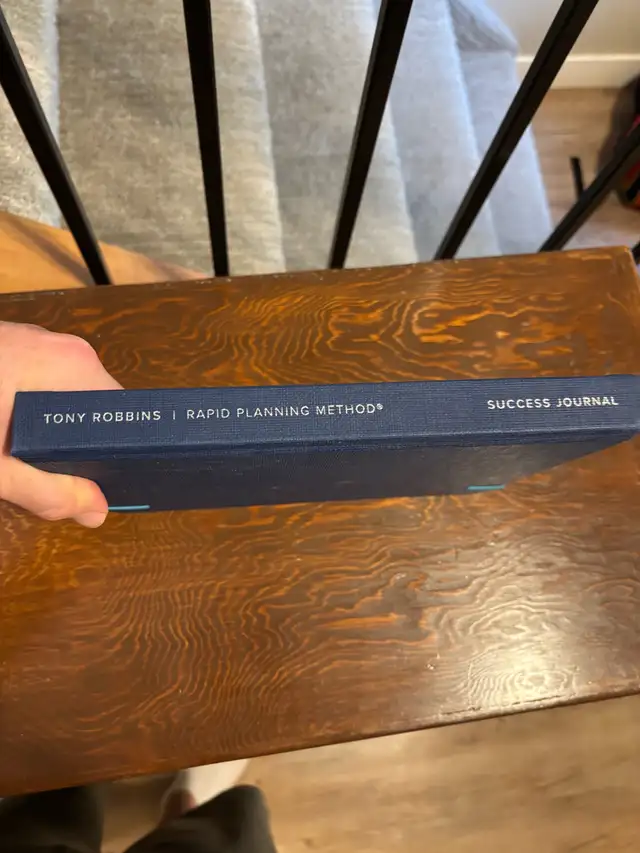 TONY ROBBINS | RAPID PLANNING METHOD® SUCCESS JOURNAL